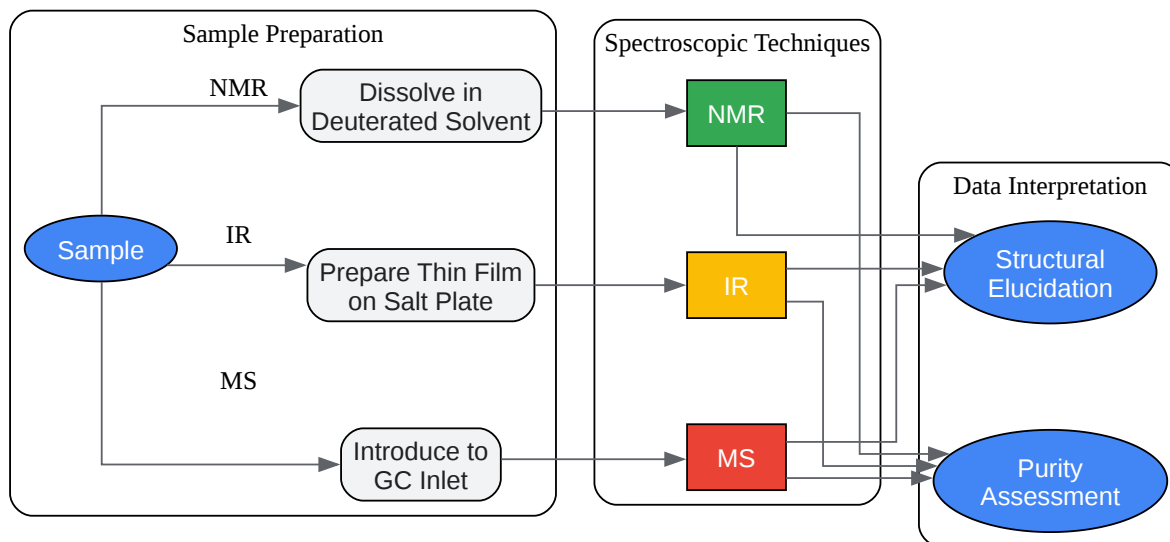 Sample Preparation
Spectroscopic Techniques
NMR
Dissolve in
Deuterated Solvent
NMR
Data Interpretation
Sample
IR
Prepare Thin Film
on Salt Plate
IR
Structural
Elucidation
MS
Introduce to
GC Inlet
MS
Purity
Assessment